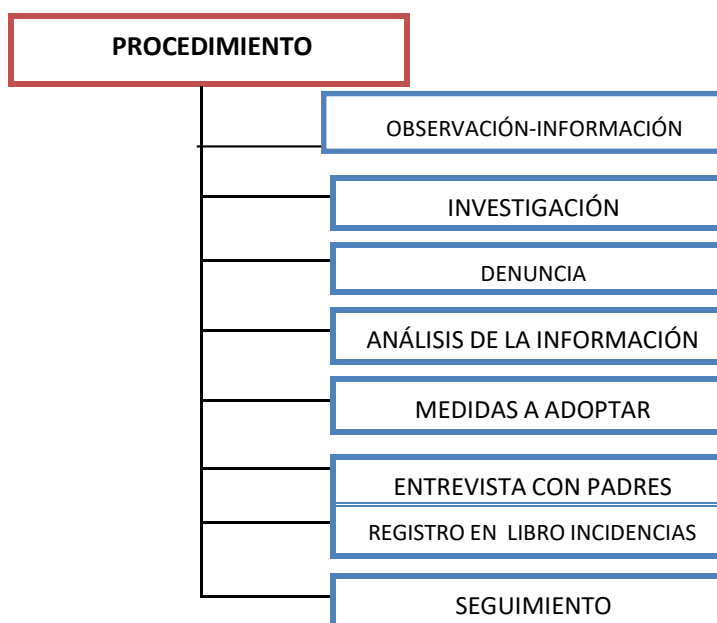 PROCEDIMIENTO
OBSERVACIÓN-INFORMACIÓN
INVESTIGACIÓN
DENUNCIA
ANÁLISIS DE LA INFORMACIÓN
MEDIDAS A ADOPTAR
ENTREVISTA CON PADRES
REGISTRO EN LIBRO INCIDENCIAS
SEGUIMIENTO